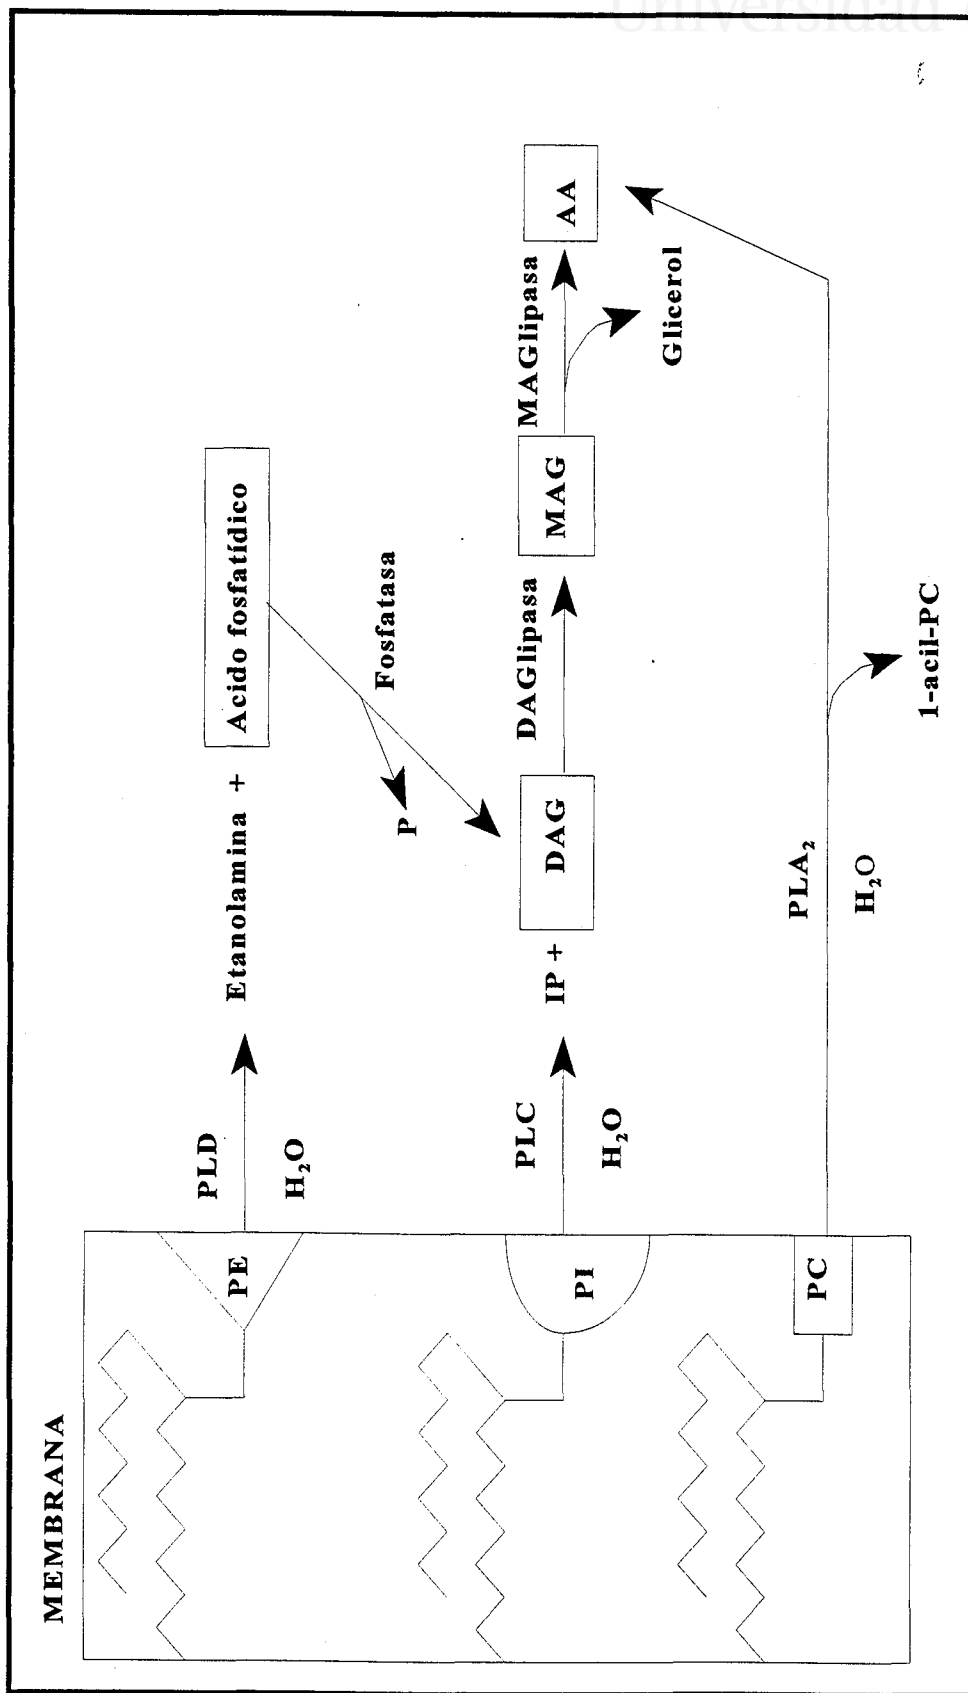 Universidad
MEMBRANA
PE
PLD
H₂O
Etanolamina +
Acido fosfatídico
Fosfatasa
P
PI
PLC
H₂O
IP +
DAG
DAGlipasa
MAG
MAGlipasa
Glicerol
AA
PC
PLA₂
H₂O
1-acil-PC